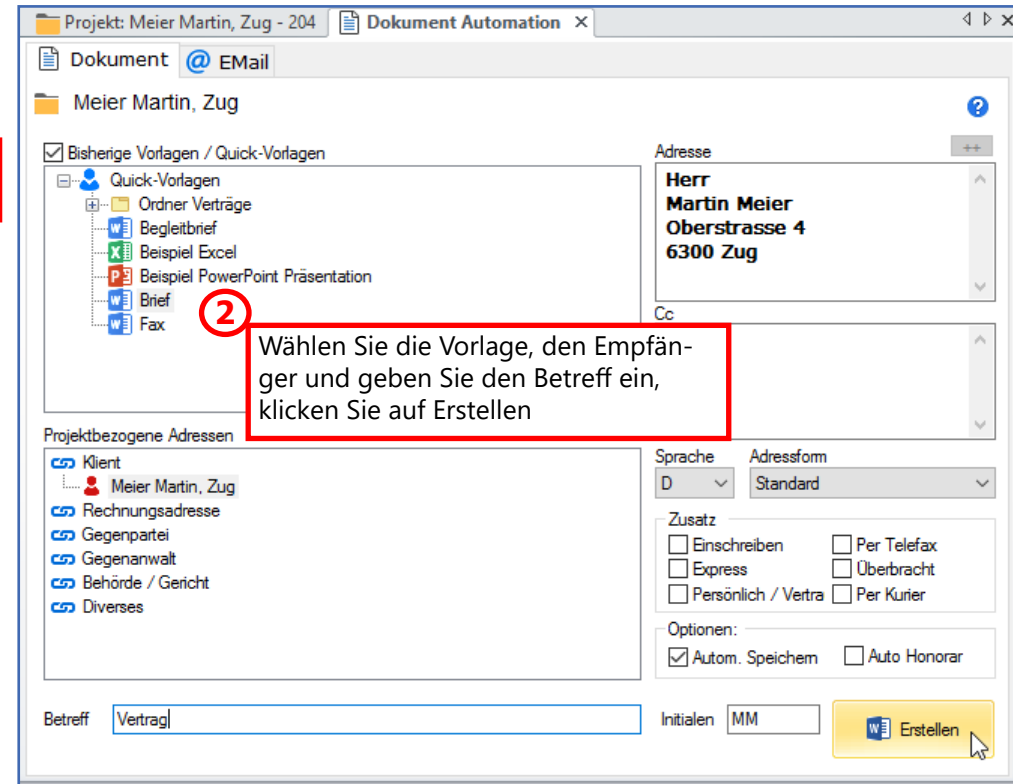 Projekt: Meier Martin, Zug - 204
Dokument Automation
Dokument
@ EMail
Meier Martin, Zug
?
Bisherige Vorlagen / Quick-Vorlagen
Quick-Vorlagen
Ordner Verträge
Begleitbrief
Beispiel Excel
Beispiel PowerPoint Präsentation
Brief
Fax
2
Wählen Sie die Vorlage, den Empfän-
ger und geben Sie den Betreff ein,
klicken Sie auf Erstellen
Adresse
++
Herr
Martin Meier
Oberstrasse 4
6300 Zug
Cc
Projektbezogene Adressen
Klient
Meier Martin, Zug
Rechnungsadresse
Gegenpartei
Gegenanwalt
Behörde / Gericht
Diverses
Sprache Adressform
D Standard
Zusatz
Einschreiben Per Telefax
Express Überbracht
Persönlich / Vertra Per Kurier
Optionen:
Autom. Speichern Auto Honorar
Betreff Vertrag Initialen MM Erstellen